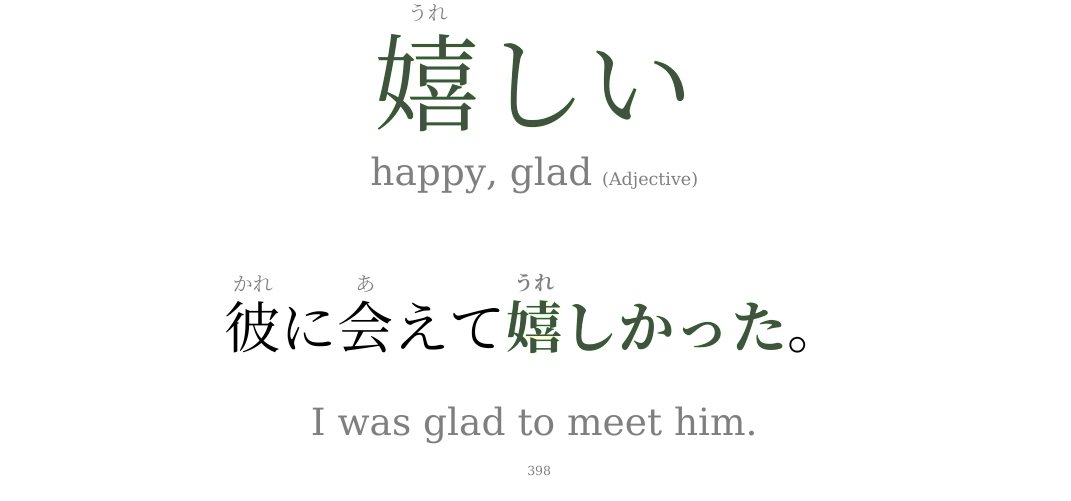 うれ
嬉しい
happy, glad (Adjective)
かれ あ うれ
彼に会えて嬉しかった。
I was glad to meet him.
398